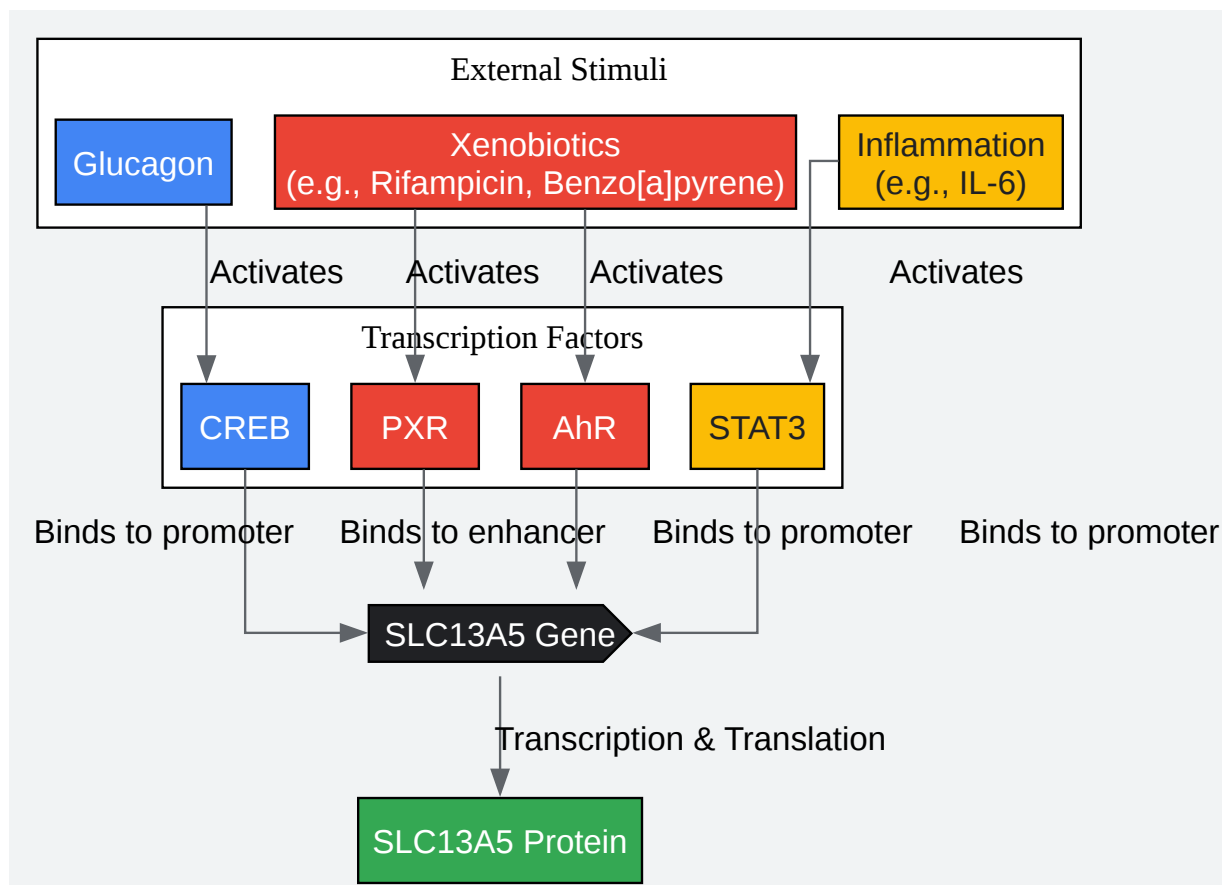 External Stimuli
Glucagon
Xenobiotics
(e.g., Rifampicin, Benzo[a]pyrene)
Inflammation
(e.g., IL-6)
Activates
Activates
Activates
Activates
Transcription Factors
CREB
PXR
AhR
STAT3
Binds to promoter
Binds to enhancer
Binds to promoter
Binds to promoter
SLC13A5 Gene
Transcription & Translation
SLC13A5 Protein